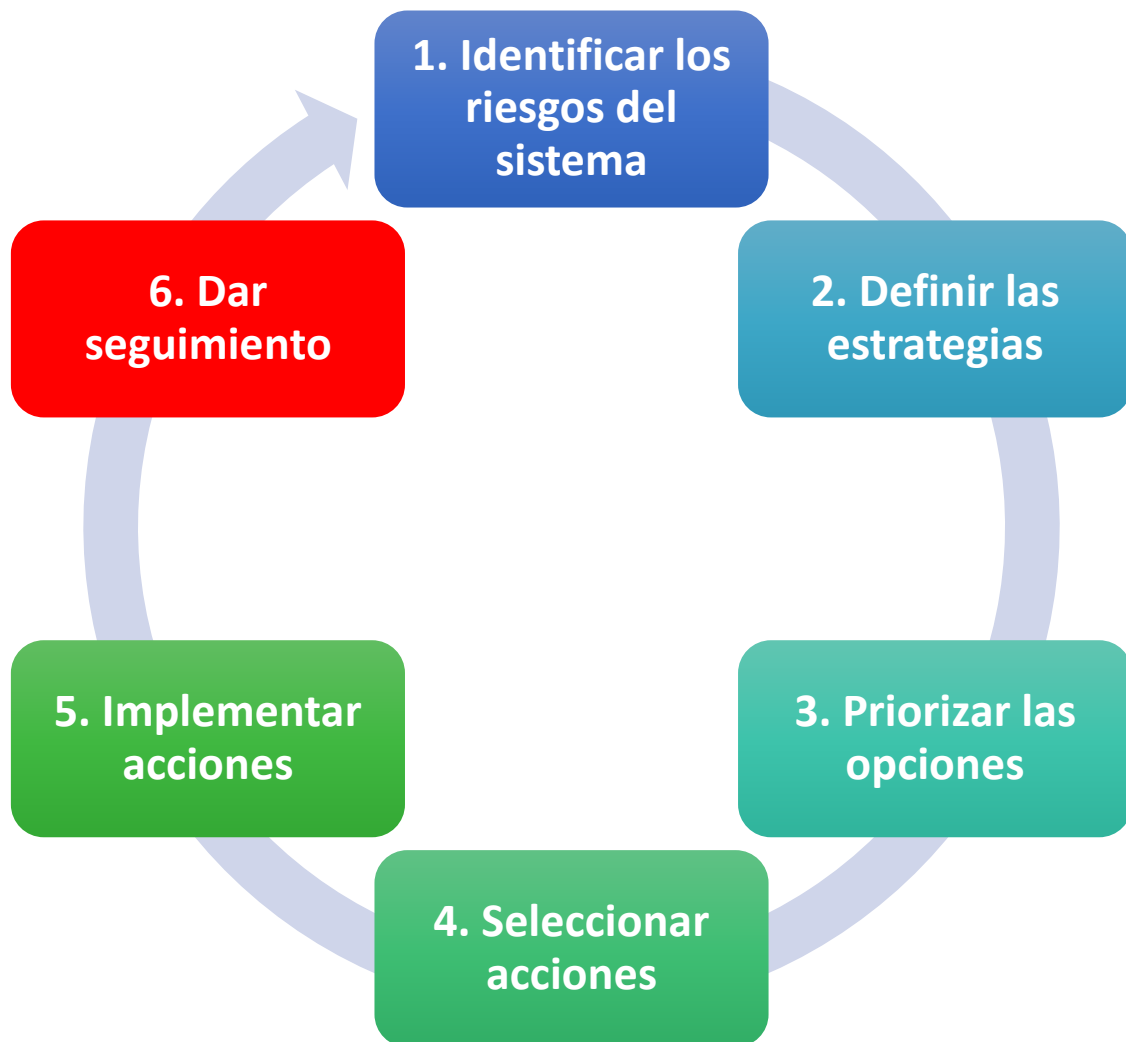 1. Identificar los
riesgos del
sistema
2. Definir las
estrategias
3. Priorizar las
opciones
4. Seleccionar
acciones
5. Implementar
acciones
6. Dar
seguimiento